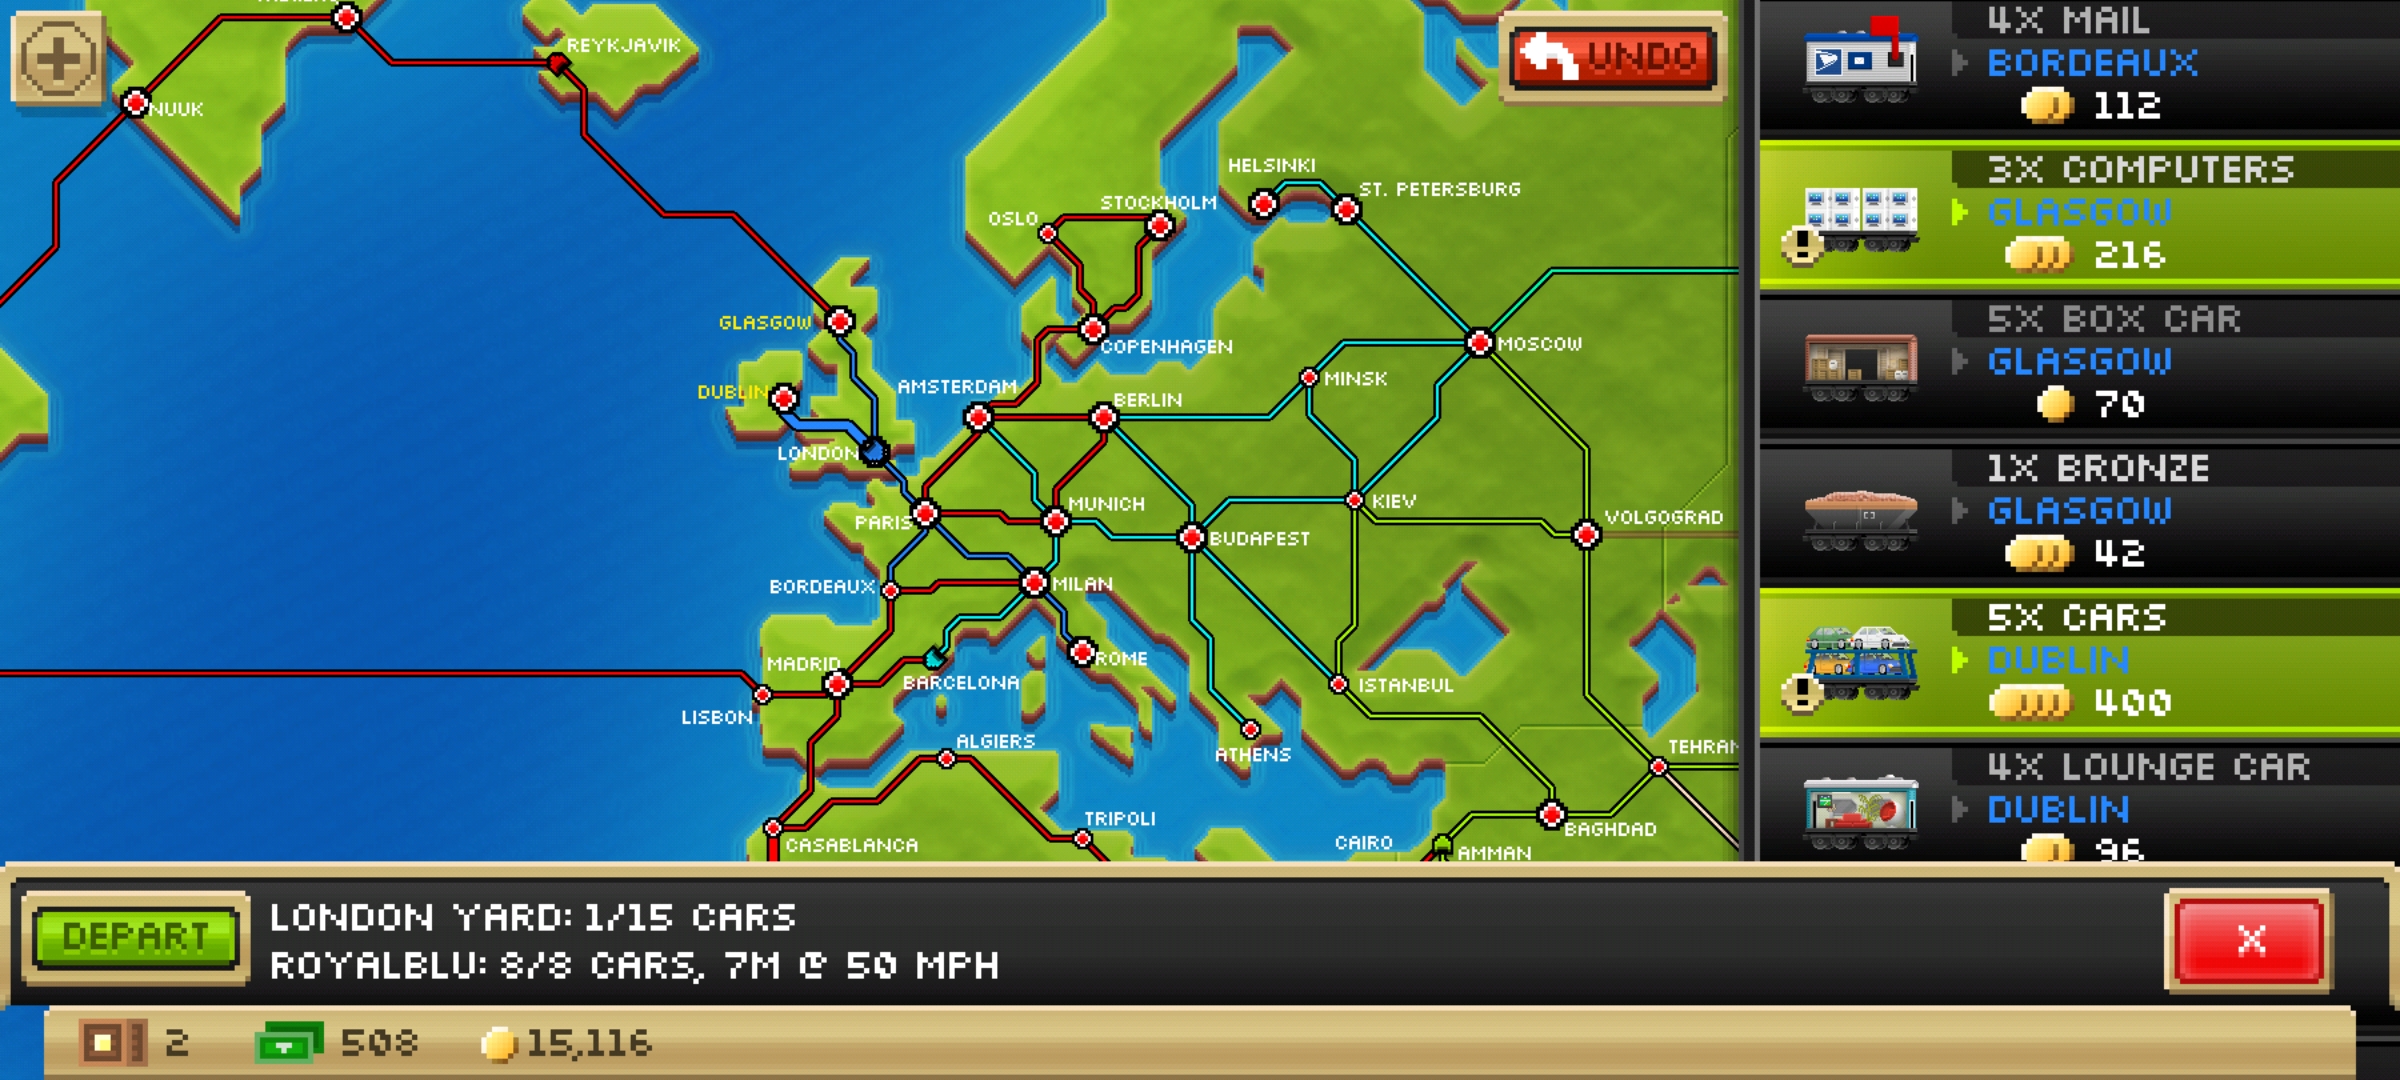 REYKJAVIK
NUUK
UNDO
HELSINKI
ST. PETERSBURG
STOCKHOLM
OSLO
GLASGOW
COPENHAGEN
MOSCOW
MINSK
DUBLIN
AMSTERDAM
BERLIN
LONDON
KIEV
MUNICH
PARIS
VOLGOGRAD
BUDAPEST
BORDEAUX
MILAN
MADRID
ROME
BARCELONA
ISTANBUL
LISBON
ALGIERS
ATHENS
TEHRAN
TRIPOLI
BAGHDAD
CASABLANCA
CAIRO
AMMAN
4X MAIL
BORDEAUX
112
3X COMPUTERS
GLASGOW
216
5X BOX CAR
GLASGOW
70
1X BRONZE
GLASGOW
42
5X CARS
DUBLIN
400
4X LOUNGE CAR
DUBLIN
96
DEPART
LONDON YARD: 1/15 CARS
ROYALBLU: 8/8 CARS, 7M @ 50 MPH
X
2
508
15,116